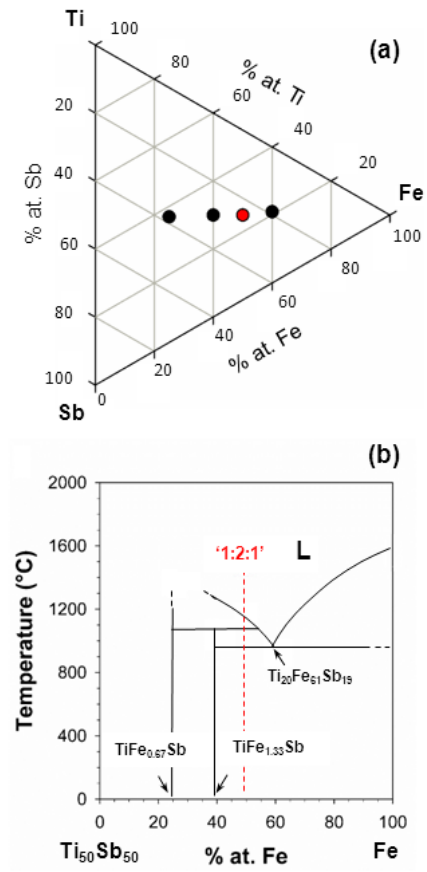 Ti
(a)
100
80
% at. Ti
20
60
40
40
% at. Sb
20
Fe
60
100
80
80
60
% at. Fe
40
100
20
0
Sb
(b)
2000
'1:2:1'
L
1600
1200
Temperature (°C)
Ti20Fe61Sb19
800
TiFe0.67Sb
TiFe1.33Sb
400
0
0
20
40
60
80
100
Ti50Sb50
% at. Fe
Fe